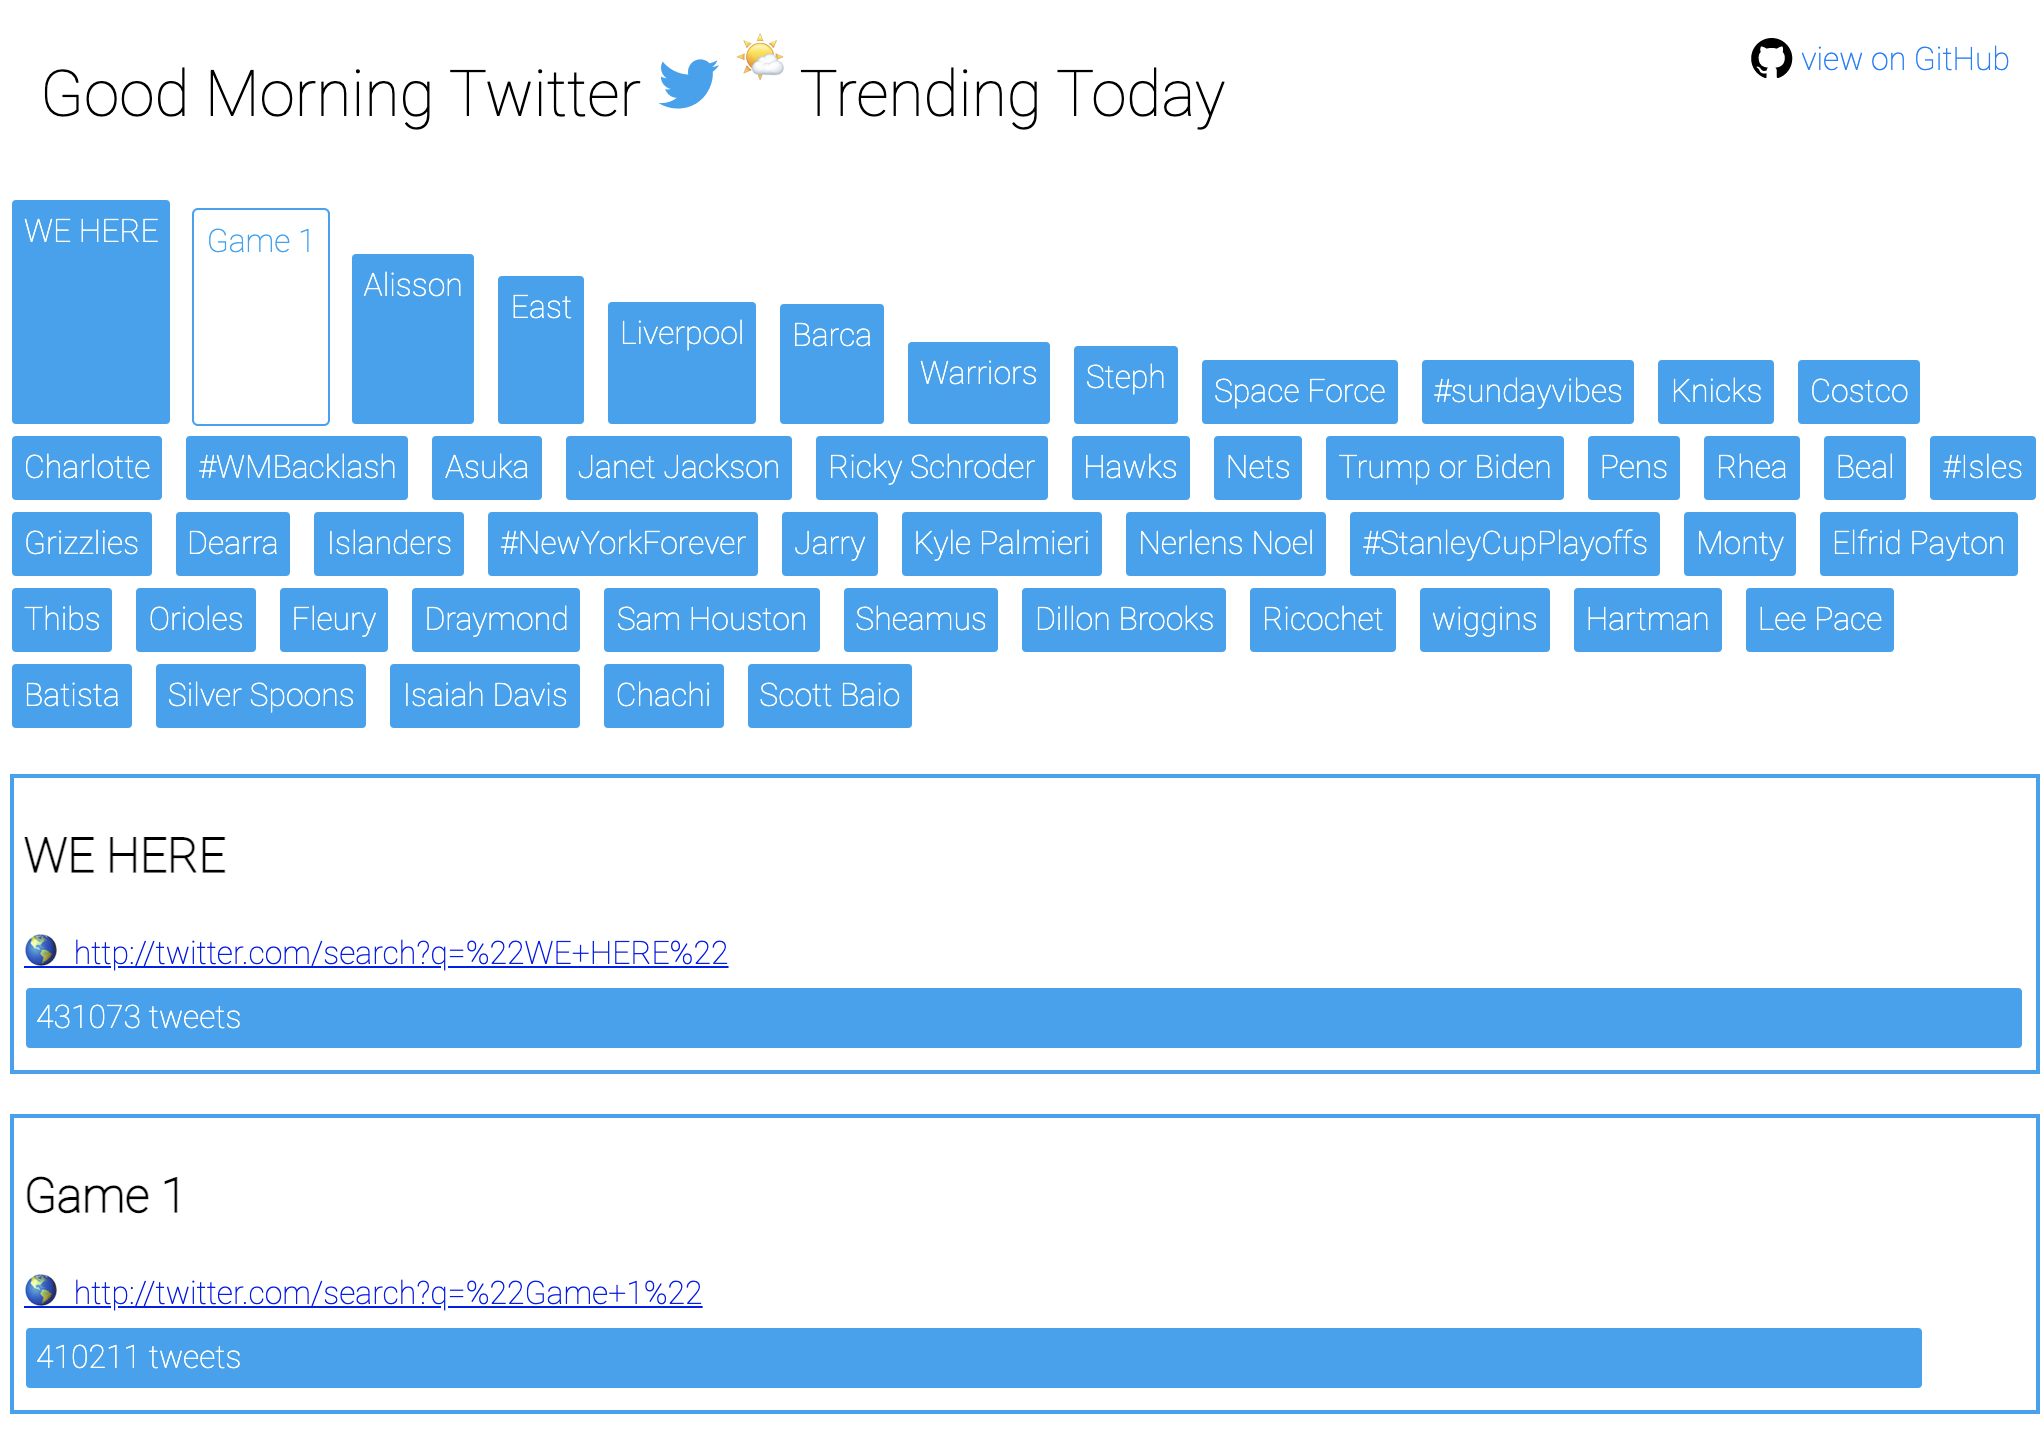 Good Morning Twitter Trending Today
view on GitHub
WE HERE
Game 1
Alisson
East
Liverpool
Barca
Warriors
Steph
Space Force
#sundayvibes
Knicks
Costco
Charlotte
#WMBacklash
Asuka
Janet Jackson
Ricky Schroder
Hawks
Nets
Trump or Biden
Pens
Rhea
Beal
#Isles
Grizzlies
Dearra
Islanders
#NewYorkForever
Jarry
Kyle Palmieri
Nerlens Noel
#StanleyCupPlayoffs
Monty
Elfrid Payton
Thibs
Orioles
Fleury
Draymond
Sam Houston
Sheamus
Dillon Brooks
Ricochet
wiggins
Hartman
Lee Pace
Batista
Silver Spoons
Isaiah Davis
Chachi
Scott Baio
WE HERE
http://twitter.com/search?q=%22WE+HERE%22
431073 tweets
Game 1
http://twitter.com/search?q=%22Game+1%22
410211 tweets